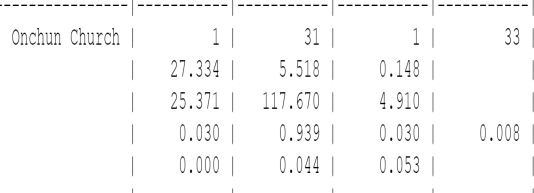 ---------------|-----------|-----------|-----------|-----------|
Onchun Church | 1 | 31 | 1 | 33 |
| 27.334 | 5.518 | 0.148 | |
| 25.371 | 117.670 | 4.910 | |
| 0.030 | 0.939 | 0.030 | 0.008 |
| 0.000 | 0.044 | 0.053 | |